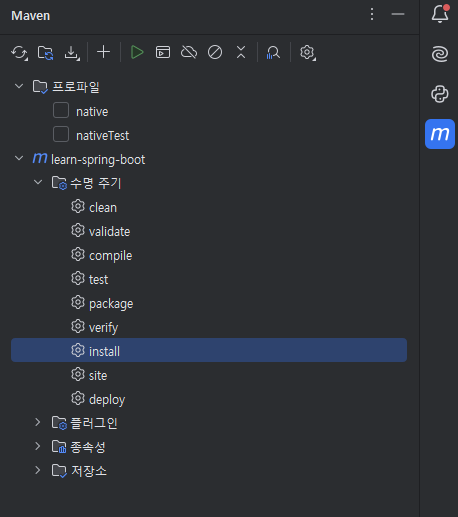 Maven
프로파일
native
nativeTest
m learn-spring-boot
수명 주기
clean
validate
compile
test
package
verify
install
site
deploy
플러그인
종속성
저장소
m